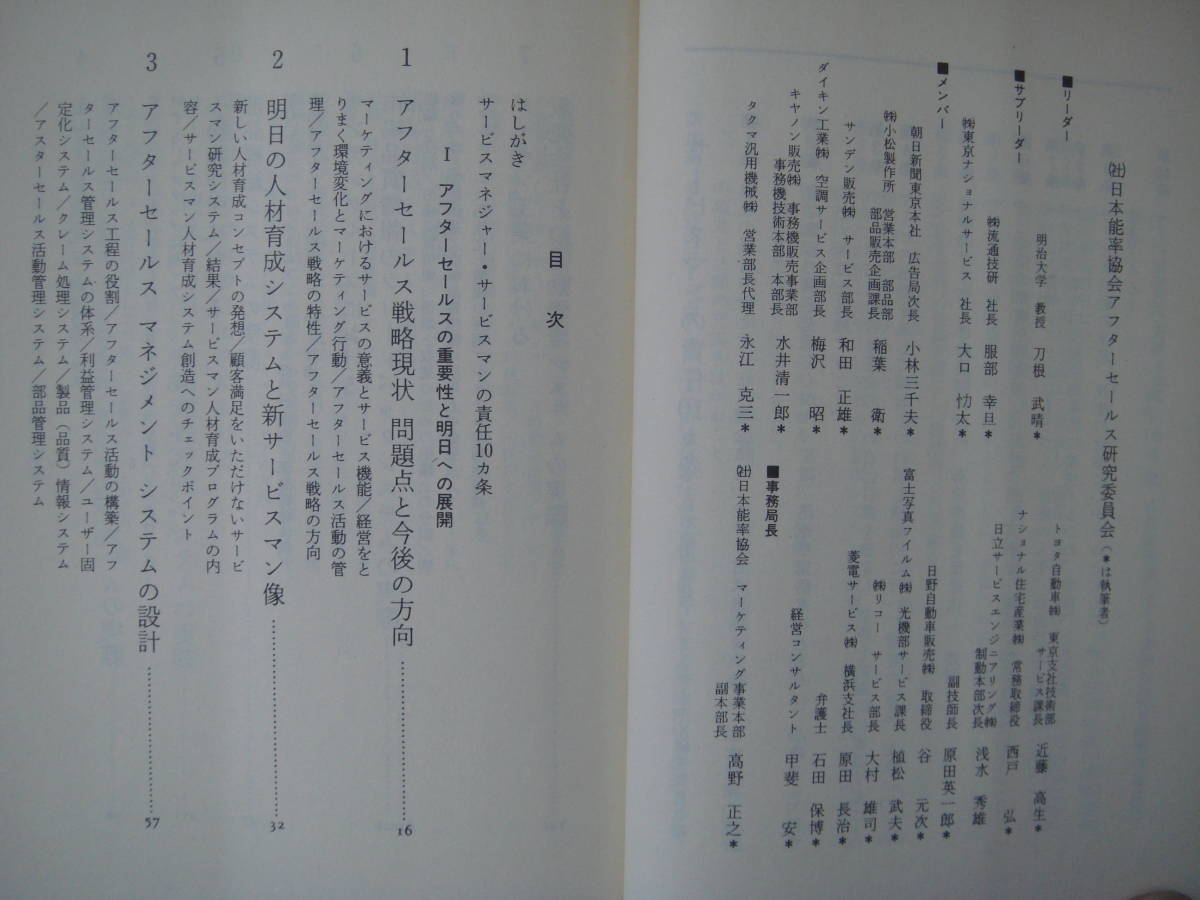 ㈳日本能率協会アフターセールス研究委員会(*は執筆者)
■リーダー
明治大学 教授 刀根 武晴*
■サブリーダー
㈱流通技研 社長 服部 幸旦*
㈱東京ナショナルサービス 社長 大口 协太*
■メンバー
朝日新聞東京本社 広告局次長 小林三千夫*
㈱小松製作所 営業本部 部品部
部品販売企画課長 稲葉 衛*
サンデン販売㈱ サービス部長 和田 正雄*
ダイキン工業㈱ 空調サービス企画部長 梅沢 昭*
キヤノン販売㈱ 事務機販売事業部
事務機技術本部 本部長 水井清一郎*
タクマ汎用機械㈱ 営業部部長代理 永江 克三*
トヨタ自動車㈱ 東京支社技術部
サービス課長 近藤 高生*
ナショナル住宅産業㈱ 常務取締役 西戸 弘*
日立サービスエンジニアリング㈱
制動本部次長 浅水 秀雄
副技師長 原田英一郎*
日野自動車販売㈱ 取締役 谷 元次*
富士写真フイルム㈱ 光機部サービス課長 植松 武夫*
㈱リコー サービス部長 大村 雄司*
菱電サービス㈱ 横浜支社長 原田 長治*
弁護士 石田 保博*
経営コンサルタント 甲斐 安*
■事務局長
㈳日本能率協会 マーケティング事業本部
副本部長 高野 正之*
目次
はしがき
サービスマネジャー・サービスマンの責任10カ条
Ⅰ アフターセールスの重要性と明日への展開
1 アフターセールス戦略現状 問題点と今後の方向……………16
マーケティングにおけるサービスの意義とサービス機能/経営をと
りまく環境変化とマーケティング行動/アフターセールス活動の管
理/アフターセールス戦略の特性/アフターセールス戦略の方向
2 明日の人材育成システムと新サービスマン像……………32
新しい人材育成コンセプトの発想/顧客満足をいただけないサービ
スマン研究システム/結果/サービスマン人材育成プログラムの内
容/サービスマン人材育成システム創造へのチェックポイント
3 アフターセールス マネジメント システムの設計……………57
アフターセールス工程の役割/アフターセールス活動の構築/アフ
ターセールス管理システムの体系/利益管理システム/ユーザー固
定化システム/クレーム処理システム/製品(品質)情報システム
/アスターセールス活動管理システム/部品管理システム